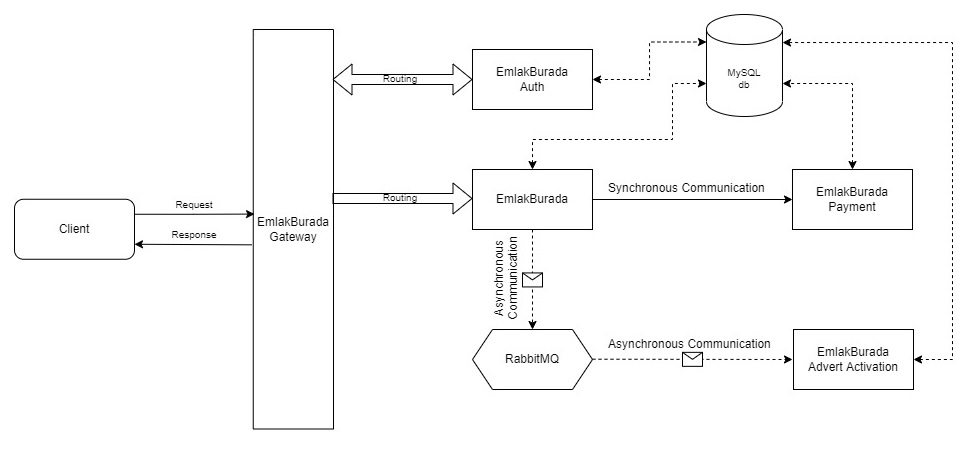 MySQL
db
EmlakBurada
Auth
Routing
EmlakBurada
Routing
Synchronous Communication
EmlakBurada
Payment
Client
Request
Response
EmlakBurada
Gateway
Asynchronous
Communication
RabbitMQ
Asynchronous Communication
EmlakBurada
Advert Activation